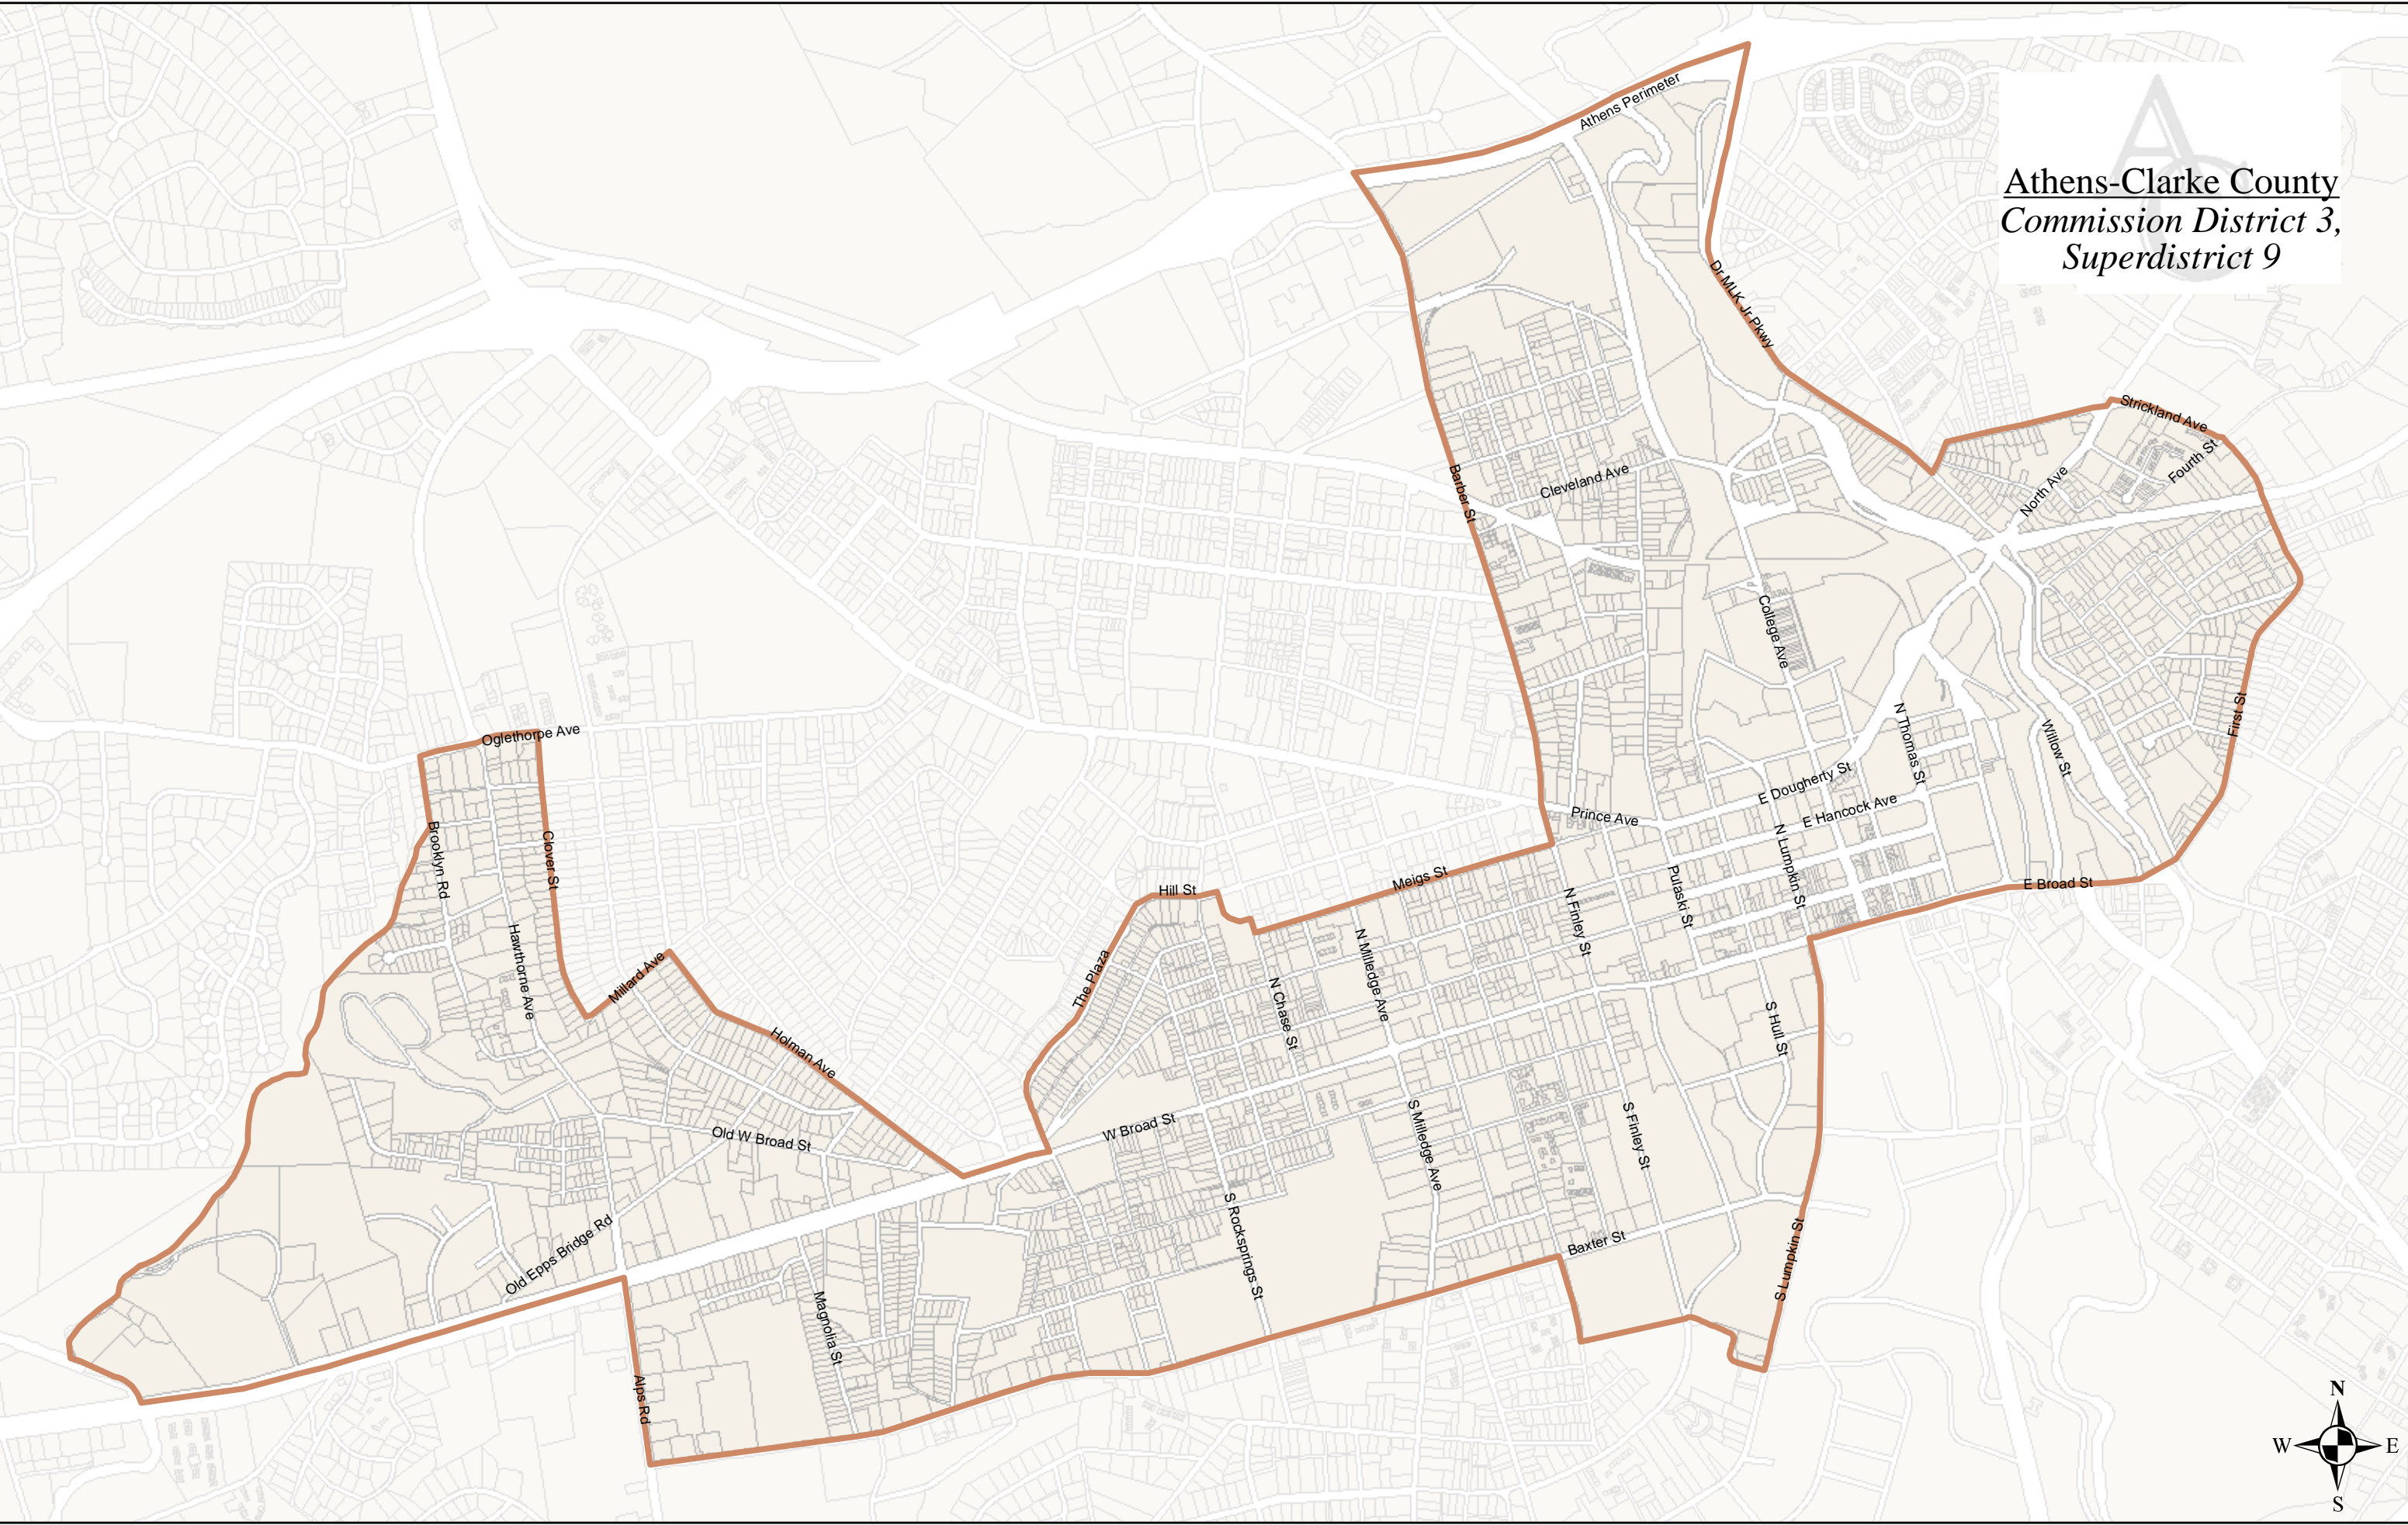 Athens Perimeter
A
C
Athens-Clarke County
Commission District 3,
Superdistrict 9
Dr MLK Jr Pkwy
Strickland Ave
Fourth St
North Ave
Barber St
Cleveland Ave
College Ave
First St
N Thomas St
Willow St
Oglethorpe Ave
E Dougherty St
E Hancock Ave
Prince Ave
N Lumpkin St
Brooklyn Rd
Clover St
Meigs St
Hill St
Pulaski St
E Broad St
N Finley St
Hawthorne Ave
N Milledge Ave
Millard Ave
The Plaza
N Chase St
S Hull St
Holman Ave
W Broad St
Old W Broad St
S Milledge Ave
S Finley St
S Rocksprings St
Baxter St
Old Epps Bridge Rd
S Lumpkin St
Magnolia St
Alps Rd
N
W
E
S